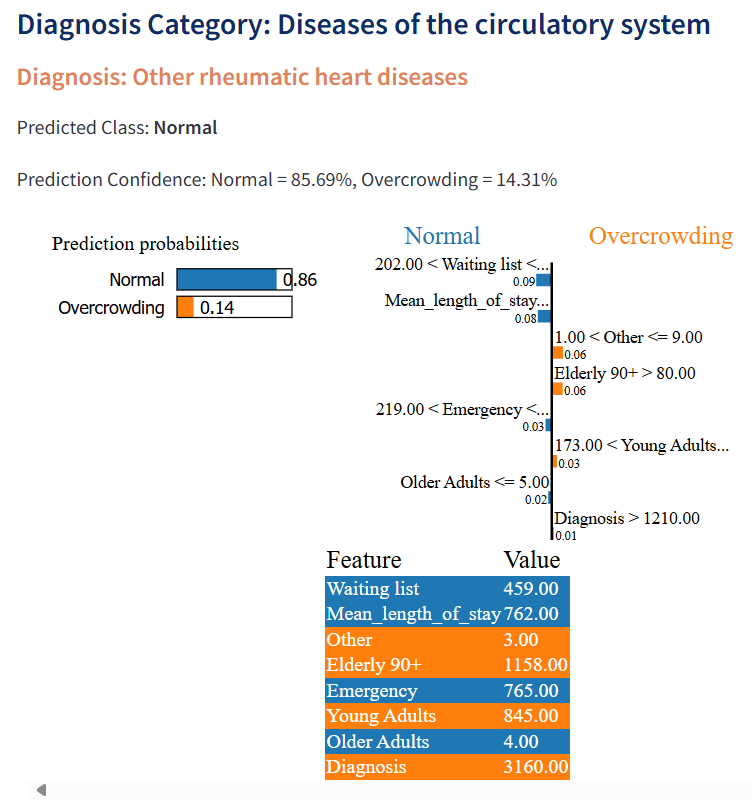 Diagnosis Category: Diseases of the circulatory system
Diagnosis: Other rheumatic heart diseases
Predicted Class: Normal
Prediction Confidence: Normal = 85.69%, Overcrowding = 14.31%
Prediction probabilities
Normal 0.86
Overcrowding 0.14
Normal Overcrowding
202.00 < Waiting list <...
0.09
Mean_length_of_stay...
0.08
1.00 < Other <= 9.00
0.06
Elderly 90+ > 80.00
0.06
219.00 < Emergency <...
0.03
173.00 < Young Adults...
0.03
Older Adults <= 5.00
0.02
Diagnosis > 1210.00
0.01
Feature Value
Waiting list 459.00
Mean_length_of_stay 762.00
Other 3.00
Elderly 90+ 1158.00
Emergency 765.00
Young Adults 845.00
Older Adults 4.00
Diagnosis 3160.00